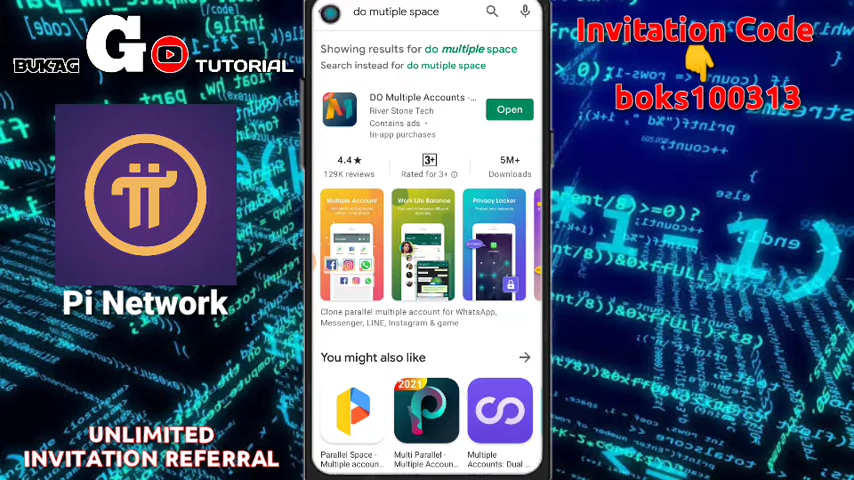 BUKAG
G
TUTORIAL
Pi Network
UNLIMITED
INVITATION REFERRAL
do mutiple space
Showing results for do multiple space
Search instead for do mutiple space
DO Multiple Accounts -...
River Stone Tech
Contains ads •
In-app purchases
Open
4.4★
129K reviews
3+
Rated for 3+
5M+
Downloads
Multiple Account
Work Life Balance
Privacy Locker
Clone parallel multiple account for WhatsApp,
Messenger, LINE, Instagram & game
You might also like
2021
Parallel Space -
Multiple accoun...
Multi Parallel -
Multiple Accoun...
Multiple
Accounts: Dual ...
Invitation Code
boks100313